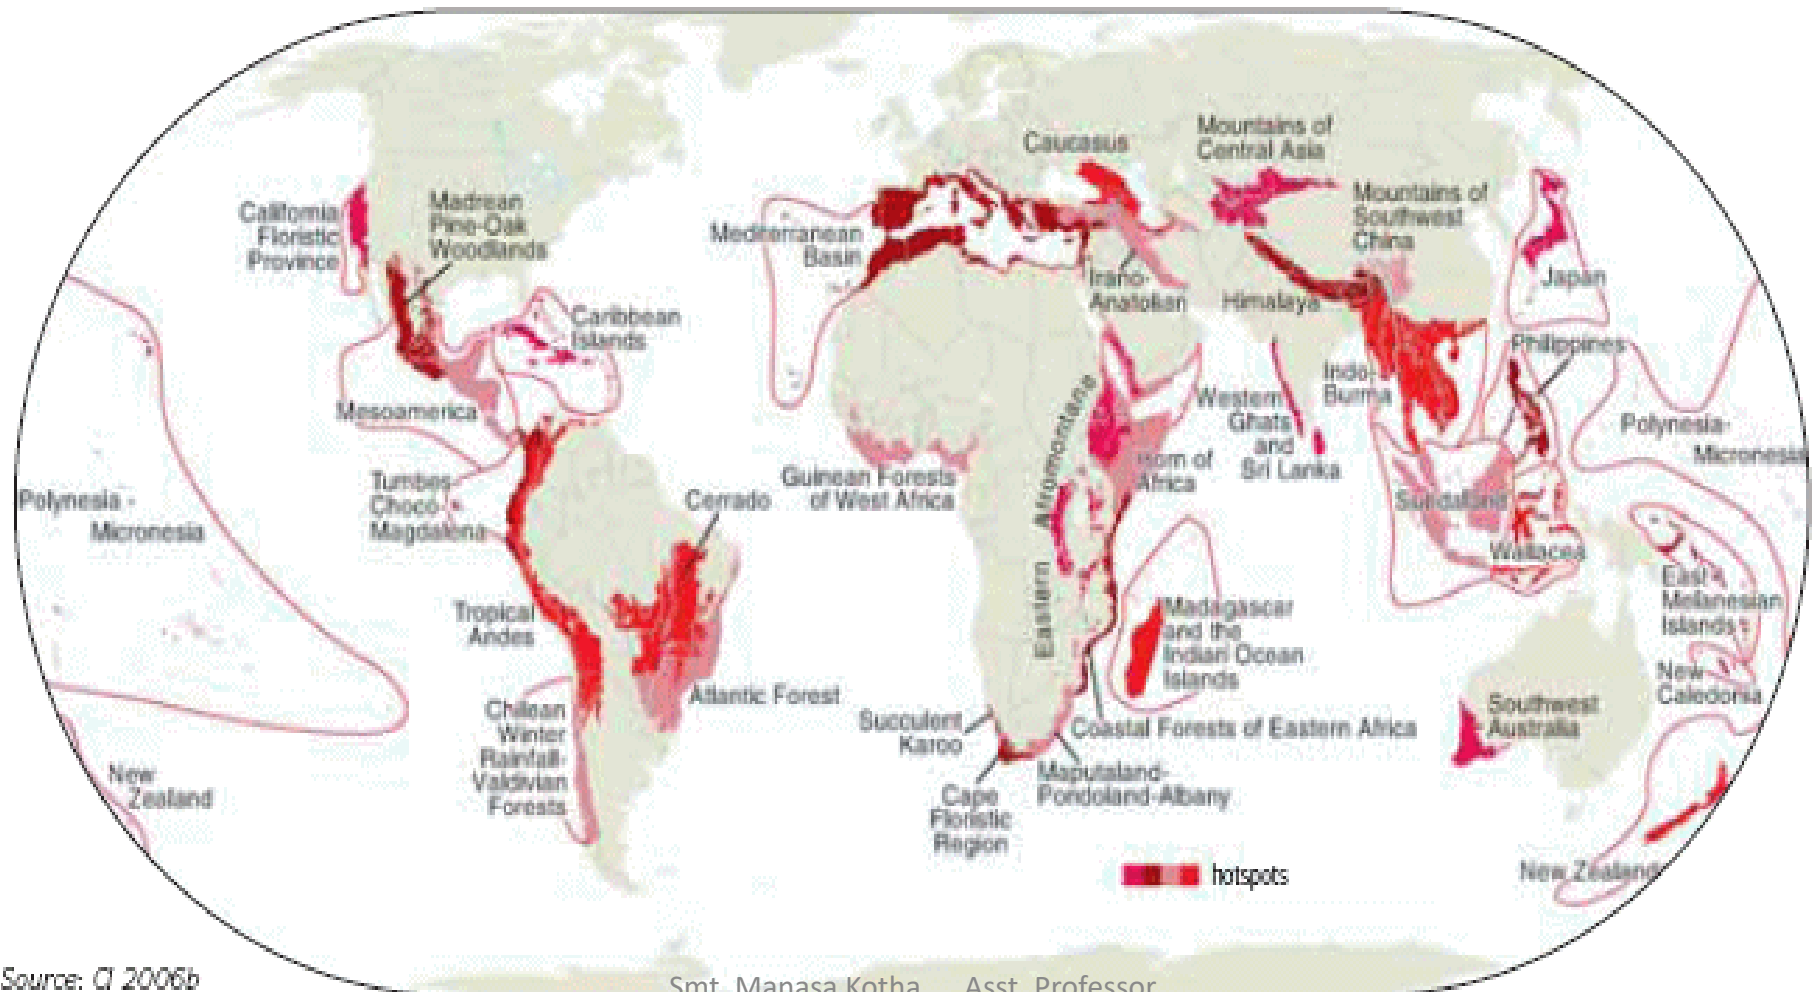 Caucasus
Mountains of
Central Asia
Mountains of
Southwest
China
California
Floristic
Province
Madrean
Pine-Oak
Woodlands
Mediterranean
Basin
Irano-
Anatolian
Himalaya
Japan
Caribbean
Islands
Philippines
Indo-
Burma
Mesoamerica
Western
Ghats
and
Sri Lanka
Polynesia-
Micronesia
Polynesia -
Micronesia
Tumbes-
Choco-
Magdalena
Guinean Forests
of West Africa
Cerrado
Horn of
Africa
Eastern Afromontane
Sundaland
Wallacea
East
Melanesian
Islands
Tropical
Andes
Madagascar
and the
Indian Ocean
Islands
New
Caledonia
Atlantic Forest
Chilean
Winter
Rainfall-
Valdivian
Forests
Succulent
Karoo
Coastal Forests of Eastern Africa
Southwest
Australia
Maputaland-
Pondoland-Albany
Cape
Floristic
Region
New
Zealand
New Zealand
hotspots
Source: CI 2006b
Smt. Manasa Kotha Asst. Professor